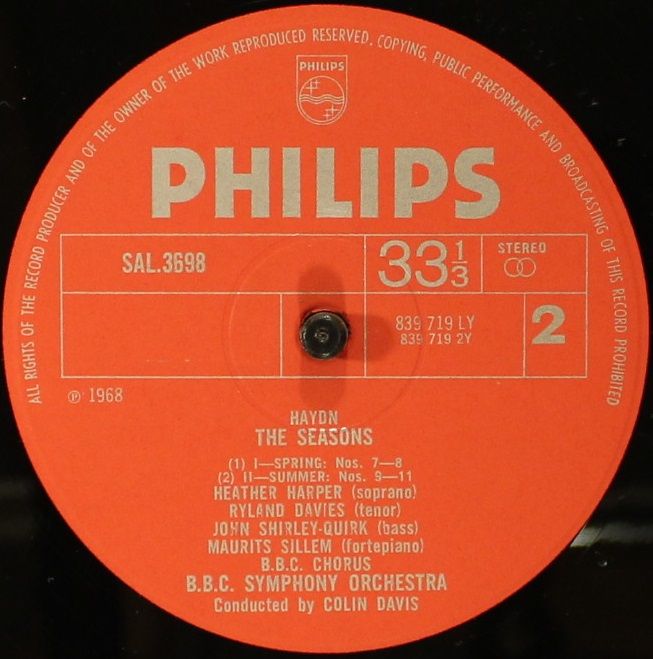 ALL RIGHTS OF THE RECORD PRODUCER AND OF THE OWNER OF THE WORK REPRODUCED RESERVED. COPYING, PUBLIC PERFORMANCE AND BROADCASTING OF THIS RECORD PROHIBITED
PHILIPS
PHILIPS
SAL.3698
33 1/3
STEREO
839 719 LY
839 719 2Y
2
℗ 1968
HAYDN
THE SEASONS
(1) I—SPRING: Nos. 7—8
(2) II—SUMMER: Nos. 9—11
HEATHER HARPER (soprano)
RYLAND DAVIES (tenor)
JOHN SHIRLEY-QUIRK (bass)
MAURITS SILLEM (fortepiano)
B.B.C. CHORUS
B.B.C. SYMPHONY ORCHESTRA
Conducted by COLIN DAVIS